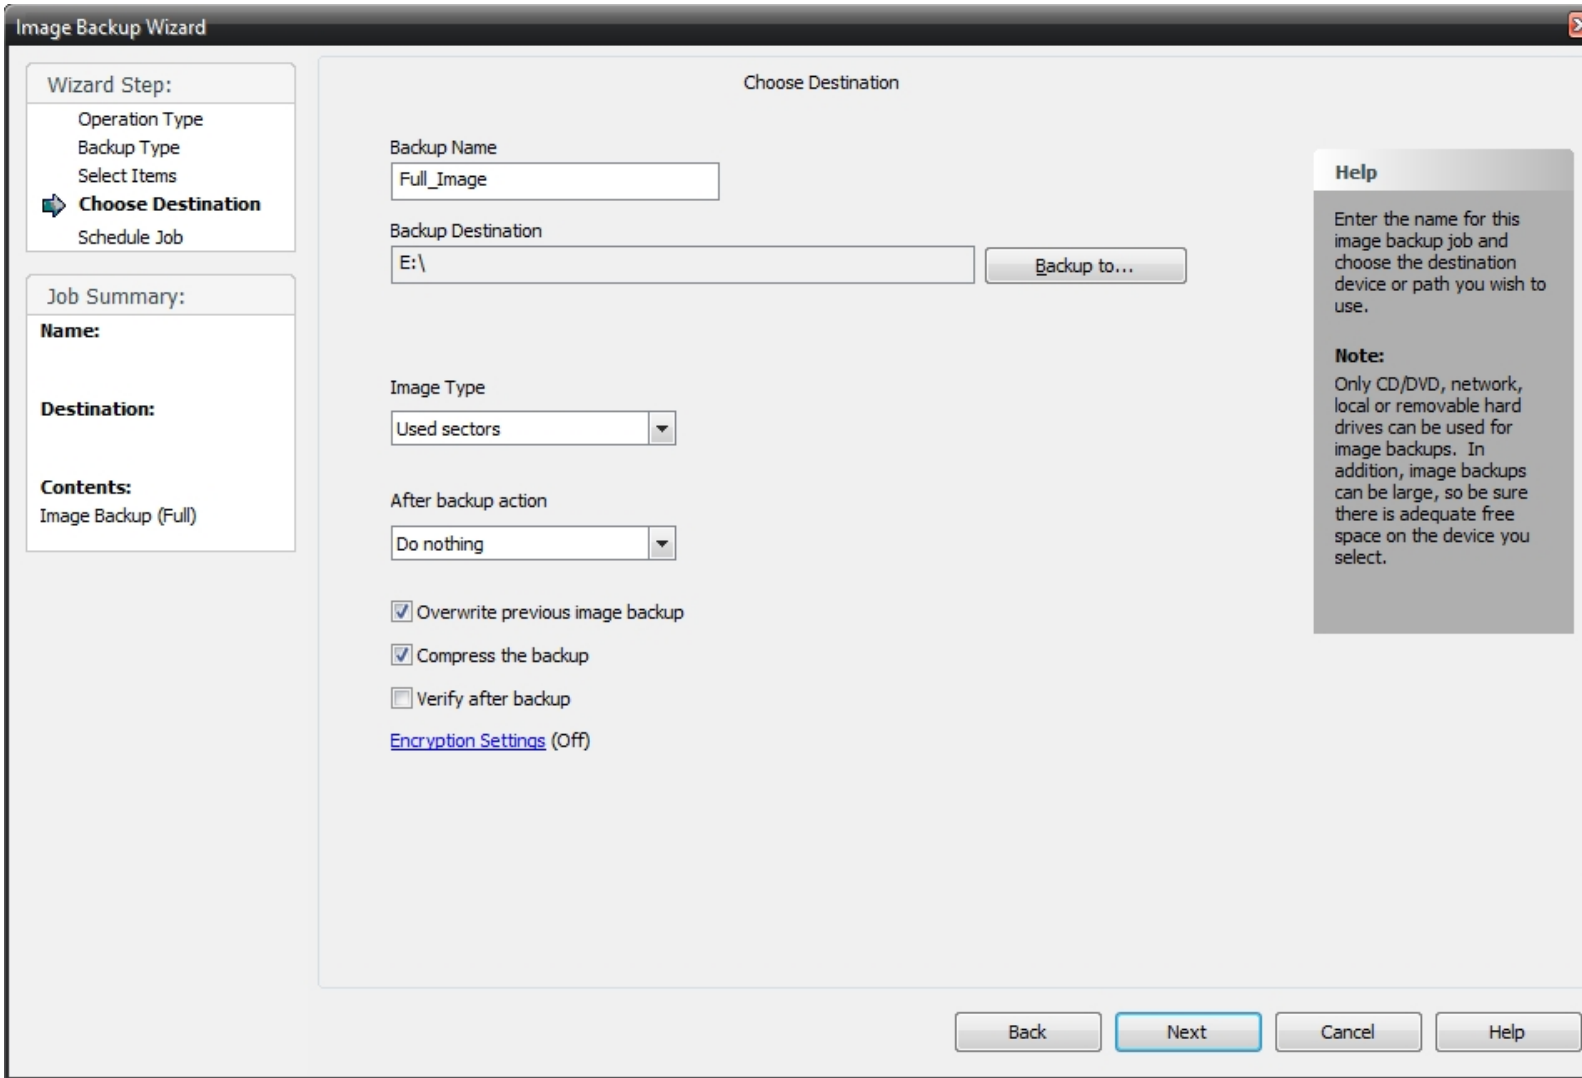 Image Backup Wizard
Wizard Step:
Operation Type
Backup Type
Select Items
Choose Destination
Schedule Job
Job Summary:
Name:
Destination:
Contents:
Image Backup (Full)
Choose Destination
Backup Name
Full_Image
Backup Destination
E:\
Backup to...
Image Type
Used sectors
After backup action
Do nothing
Overwrite previous image backup
Compress the backup
Verify after backup
Encryption Settings (Off)
Help
Enter the name for this
image backup job and
choose the destination
device or path you wish to
use.
Note:
Only CD/DVD, network,
local or removable hard
drives can be used for
image backups.  In
addition, image backups
can be large, so be sure
there is adequate free
space on the device you
select.
Back
Next
Cancel
Help